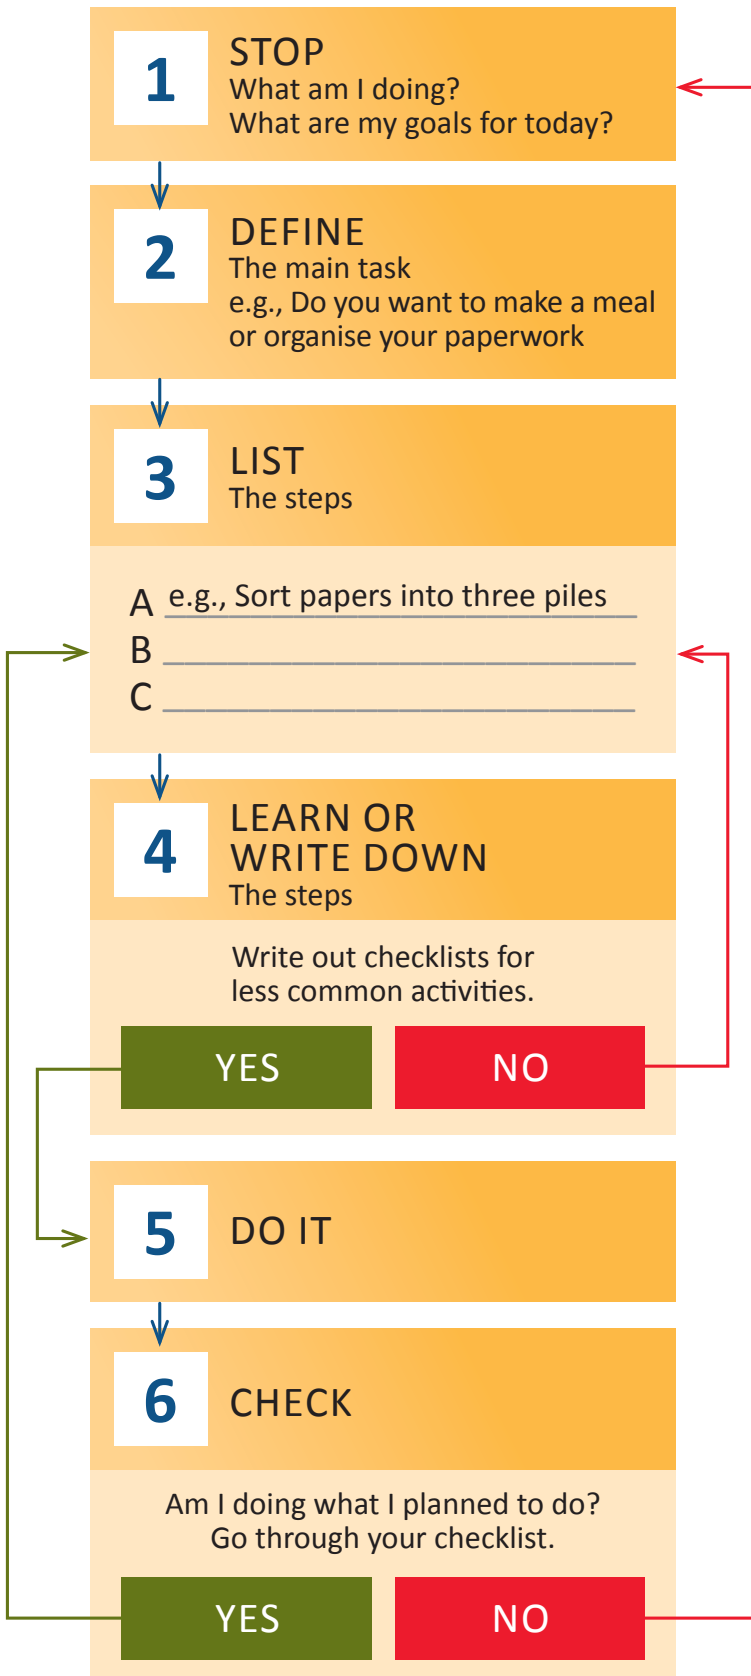 1
STOP
What am I doing?
What are my goals for today?
2
DEFINE
The main task
e.g., Do you want to make a meal
or organise your paperwork
3
LIST
The steps
A e.g., Sort papers into three piles
B
C
4
LEARN OR
WRITE DOWN
The steps
Write out checklists for
less common activities.
YES
NO
5
DO IT
6
CHECK
Am I doing what I planned to do?
Go through your checklist.
YES
NO